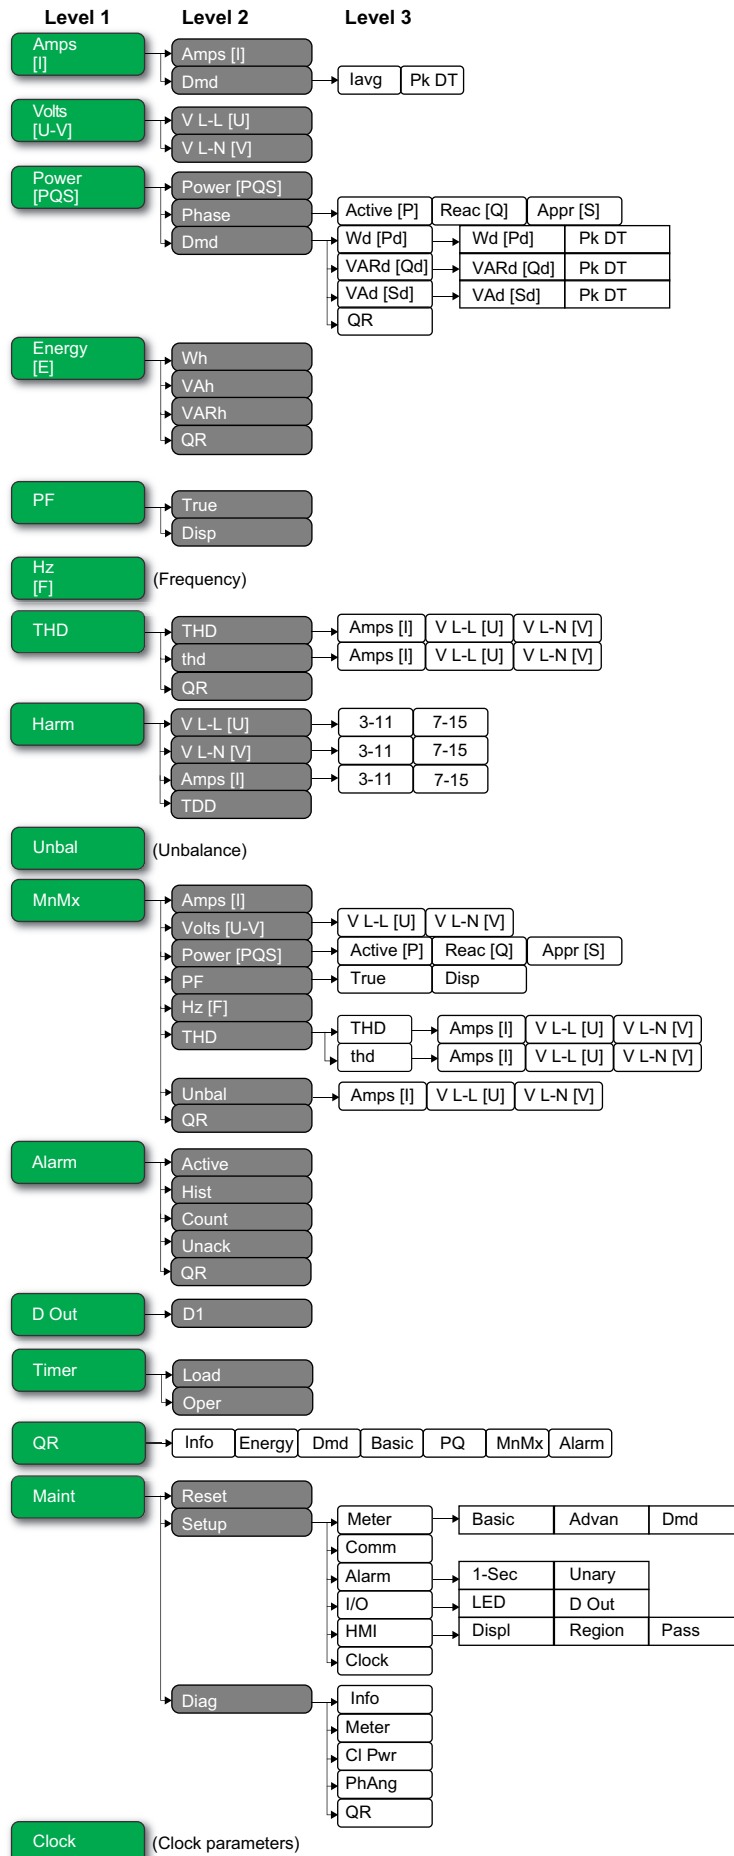 Level 1 Level 2 Level 3
Amps
[I]
Amps [I]
Dmd Iavg Pk DT
Volts
[U-V]
V L-L [U]
V L-N [V]
Power
[PQS]
Power [PQS]
Phase Active [P] Reac [Q] Appr [S]
Dmd Wd [Pd] Wd [Pd] Pk DT
VARd [Qd] VARd [Qd] Pk DT
VAd [Sd] VAd [Sd] Pk DT
QR
Energy
[E]
Wh
VAh
VARh
QR
PF
True
Disp
Hz
[F]
(Frequency)
THD THD Amps [I] V L-L [U] V L-N [V]
thd Amps [I] V L-L [U] V L-N [V]
QR
Harm V L-L [U] 3-11 7-15
V L-N [V] 3-11 7-15
Amps [I] 3-11 7-15
TDD
Unbal (Unbalance)
MnMx Amps [I]
Volts [U-V] V L-L [U] V L-N [V]
Power [PQS] Active [P] Reac [Q] Appr [S]
PF True Disp
Hz [F]
THD THD Amps [I] V L-L [U] V L-N [V]
thd Amps [I] V L-L [U] V L-N [V]
Unbal Amps [I] V L-L [U] V L-N [V]
QR
Alarm Active
Hist
Count
Unack
QR
D Out D1
Timer Load
Oper
QR Info Energy Dmd Basic PQ MnMx Alarm
Maint Reset
Setup Meter Basic Advan Dmd
Comm
Alarm 1-Sec Unary
I/O LED D Out
HMI Displ Region Pass
Clock
Diag Info
Meter
Cl Pwr
PhAng
QR
Clock (Clock parameters)